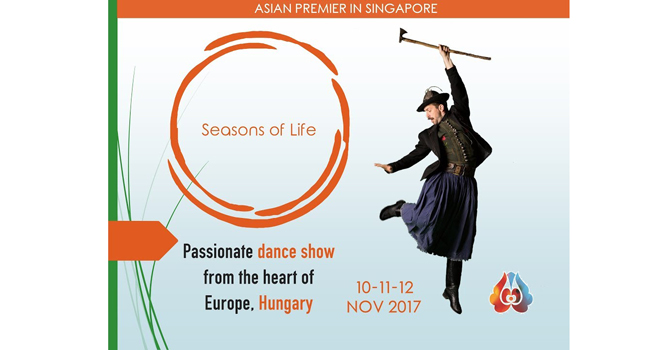 ASIAN PREMIER IN SINGAPORE
Seasons of Life
Passionate dance show
from the heart of
Europe, Hungary
10-11-12
NOV 2017